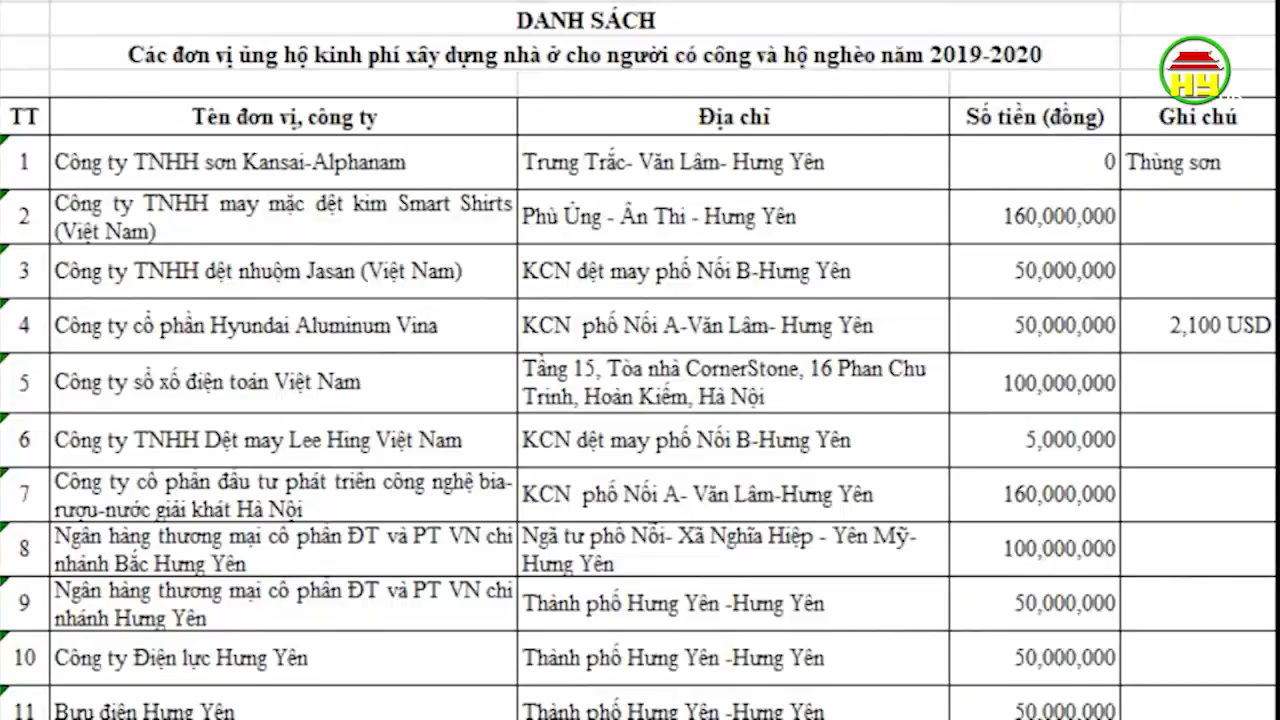 DANH SÁCH
Các đơn vị ủng hộ kinh phí xây dựng nhà ở cho người có công và hộ nghèo năm 2019-2020
HY
TT Tên đơn vị, công ty Địa chỉ Số tiền (đồng) Ghi chú
1 Công ty TNHH sơn Kansai-Alphanam Trưng Trắc- Văn Lâm- Hưng Yên 0 Thùng sơn
2 Công ty TNHH may mặc dệt kim Smart Shirts
(Việt Nam) Phù Ủng - Ân Thi - Hưng Yên 160,000,000
3 Công ty TNHH dệt nhuộm Jasan (Việt Nam) KCN dệt may phố Nối B-Hưng Yên 50,000,000
4 Công ty cổ phần Hyundai Aluminum Vina KCN phố Nối A-Văn Lâm- Hưng Yên 50,000,000 2,100 USD
5 Công ty sổ xố điện toán Việt Nam Tầng 15, Tòa nhà CornerStone, 16 Phan Chu
Trinh, Hoàn Kiếm, Hà Nội 100,000,000
6 Công ty TNHH Dệt may Lee Hing Việt Nam KCN dệt may phố Nối B-Hưng Yên 5,000,000
7 Công ty cổ phần đầu tư phát triển công nghệ bia-
rượu-nước giải khát Hà Nội KCN phố Nối A- Văn Lâm-Hưng Yên 160,000,000
8 Ngân hàng thương mại cổ phần ĐT và PT VN chi
nhánh Bắc Hưng Yên Ngã tư phố Nối- Xã Nghĩa Hiệp - Yên Mỹ-
Hưng Yên 100,000,000
9 Ngân hàng thương mại cổ phần ĐT và PT VN chi
nhánh Hưng Yên Thành phố Hưng Yên -Hưng Yên 50,000,000
10 Công ty Điện lực Hưng Yên Thành phố Hưng Yên -Hưng Yên 50,000,000
11 Bưu điện Hưng Yên Thành phố Hưng Yên -Hưng Yên 50,000,000